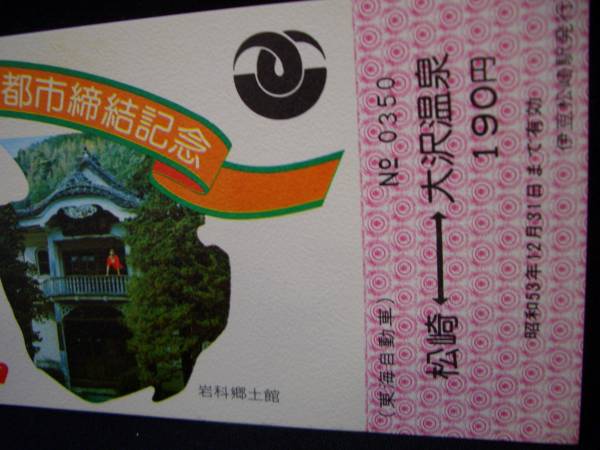 都市締結記念
岩科郷土館
(東海自動車)
№ 0350
松崎⟷大沢温泉
190円
昭和53年12月31日まで有効
伊豆松崎駅発行